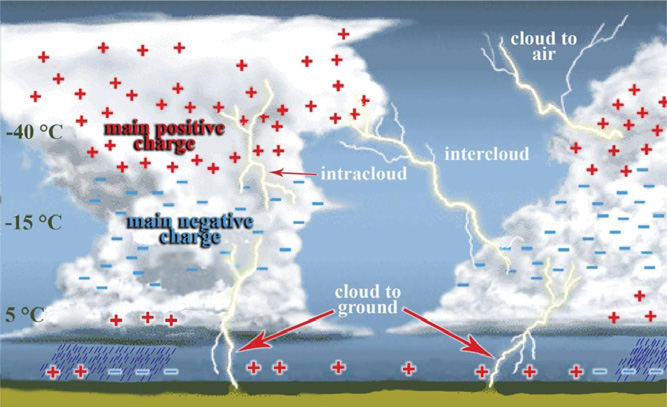 cloud to
air
-40 °C
main positive
charge
intercloud
intracloud
-15 °C
main negative
charge
cloud to
ground
5 °C